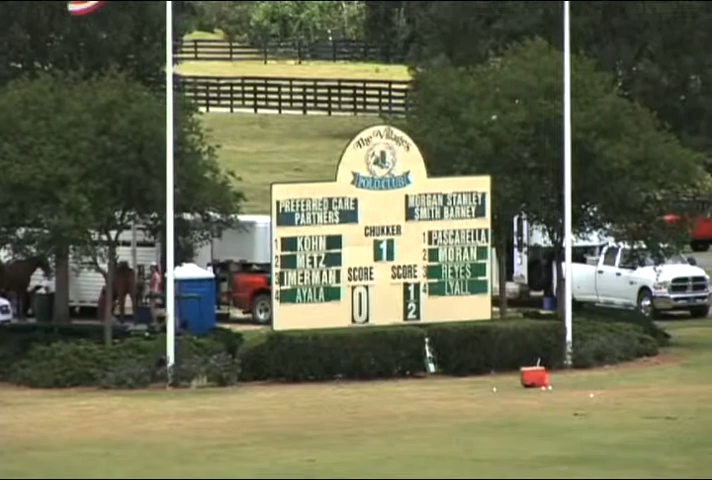 The Villages
POLO CLUB
PREFERRED CARE
PARTNERS
MORGAN STANLEY
SMITH BARNEY
CHUKKER
1
1 KOHN
2 METZ
3 IMERMAN
4 AYALA
1 PASCARELLA
2 MORAN
3 REYES
4 LYALL
SCORE
0
SCORE
1
2